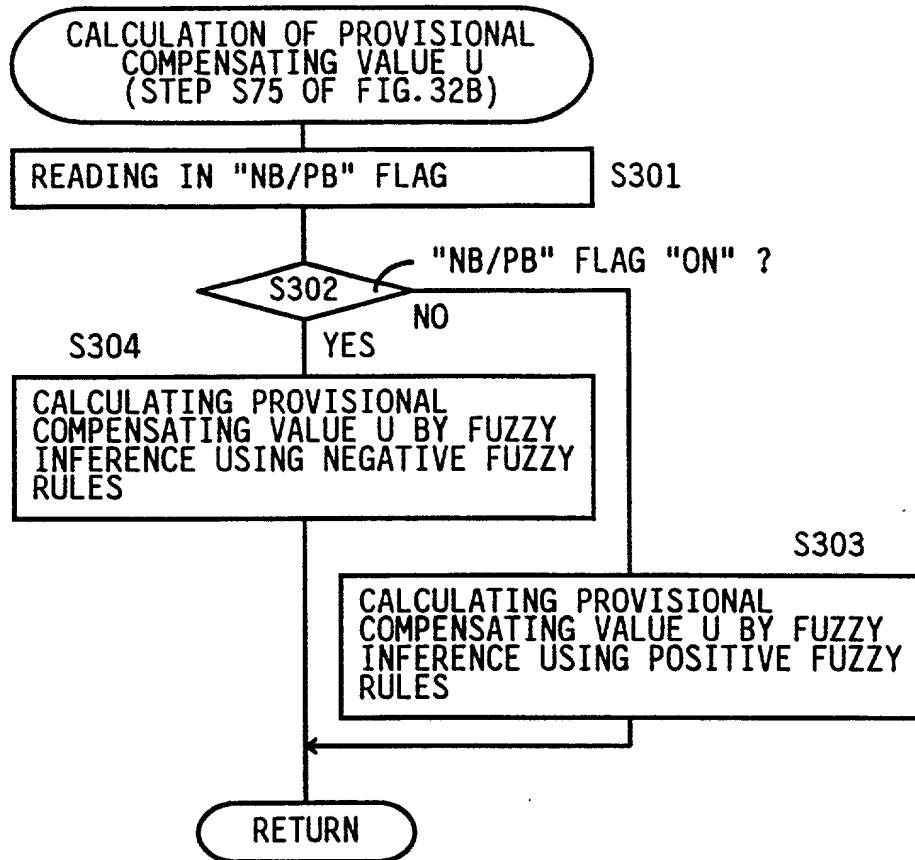 CALCULATION OF PROVISIONAL
COMPENSATING VALUE U
(STEP S75 OF FIG.32B)
READING IN "NB/PB" FLAG
S301
"NB/PB" FLAG "ON" ?
S302
NO
YES
S304
CALCULATING PROVISIONAL
COMPENSATING VALUE U BY FUZZY
INFERENCE USING NEGATIVE FUZZY
RULES
S303
CALCULATING PROVISIONAL
COMPENSATING VALUE U BY FUZZY
INFERENCE USING POSITIVE FUZZY
RULES
RETURN